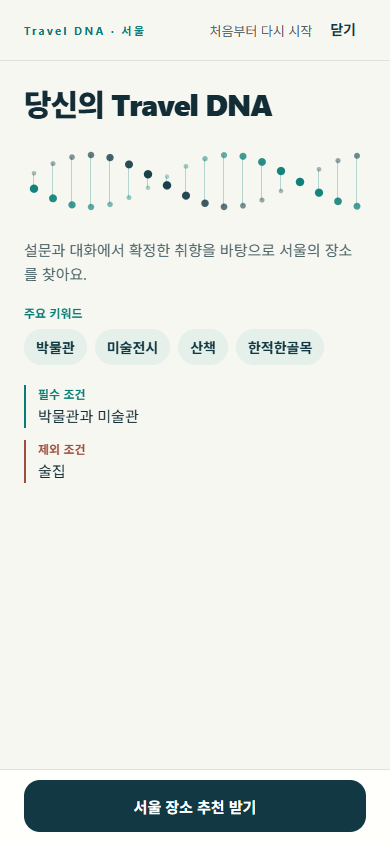 Travel DNA · 서울
처음부터 다시 시작
닫기
당신의 Travel DNA
설문과 대화에서 확정한 취향을 바탕으로 서울의 장소
를 찾아요.
주요 키워드
박물관
미술전시
산책
한적한골목
필수 조건
박물관과 미술관
제외 조건
술집
서울 장소 추천 받기